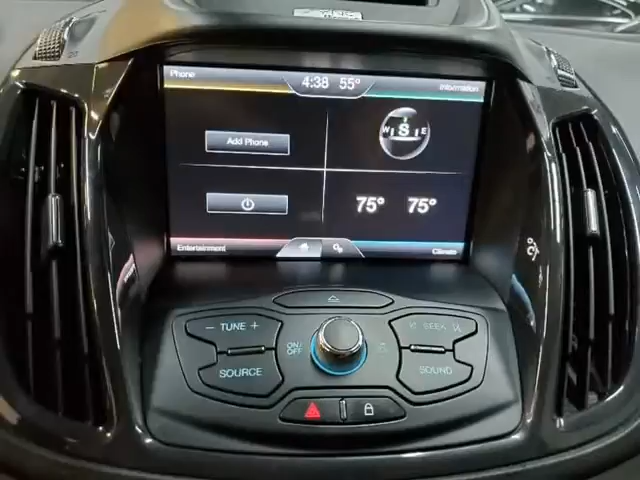 Phone
4:38 55°
Information
Add Phone
W S E
75° 75°
Entertainment
Climate
– TUNE +
SEEK
ON/
OFF
SOURCE
SOUND